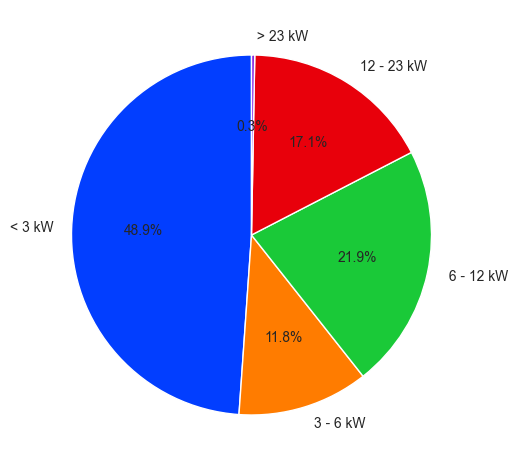 > 23 kW
12 - 23 kW
0.3%
17.1%
< 3 kW
48.9%
21.9%
6 - 12 kW
11.8%
3 - 6 kW